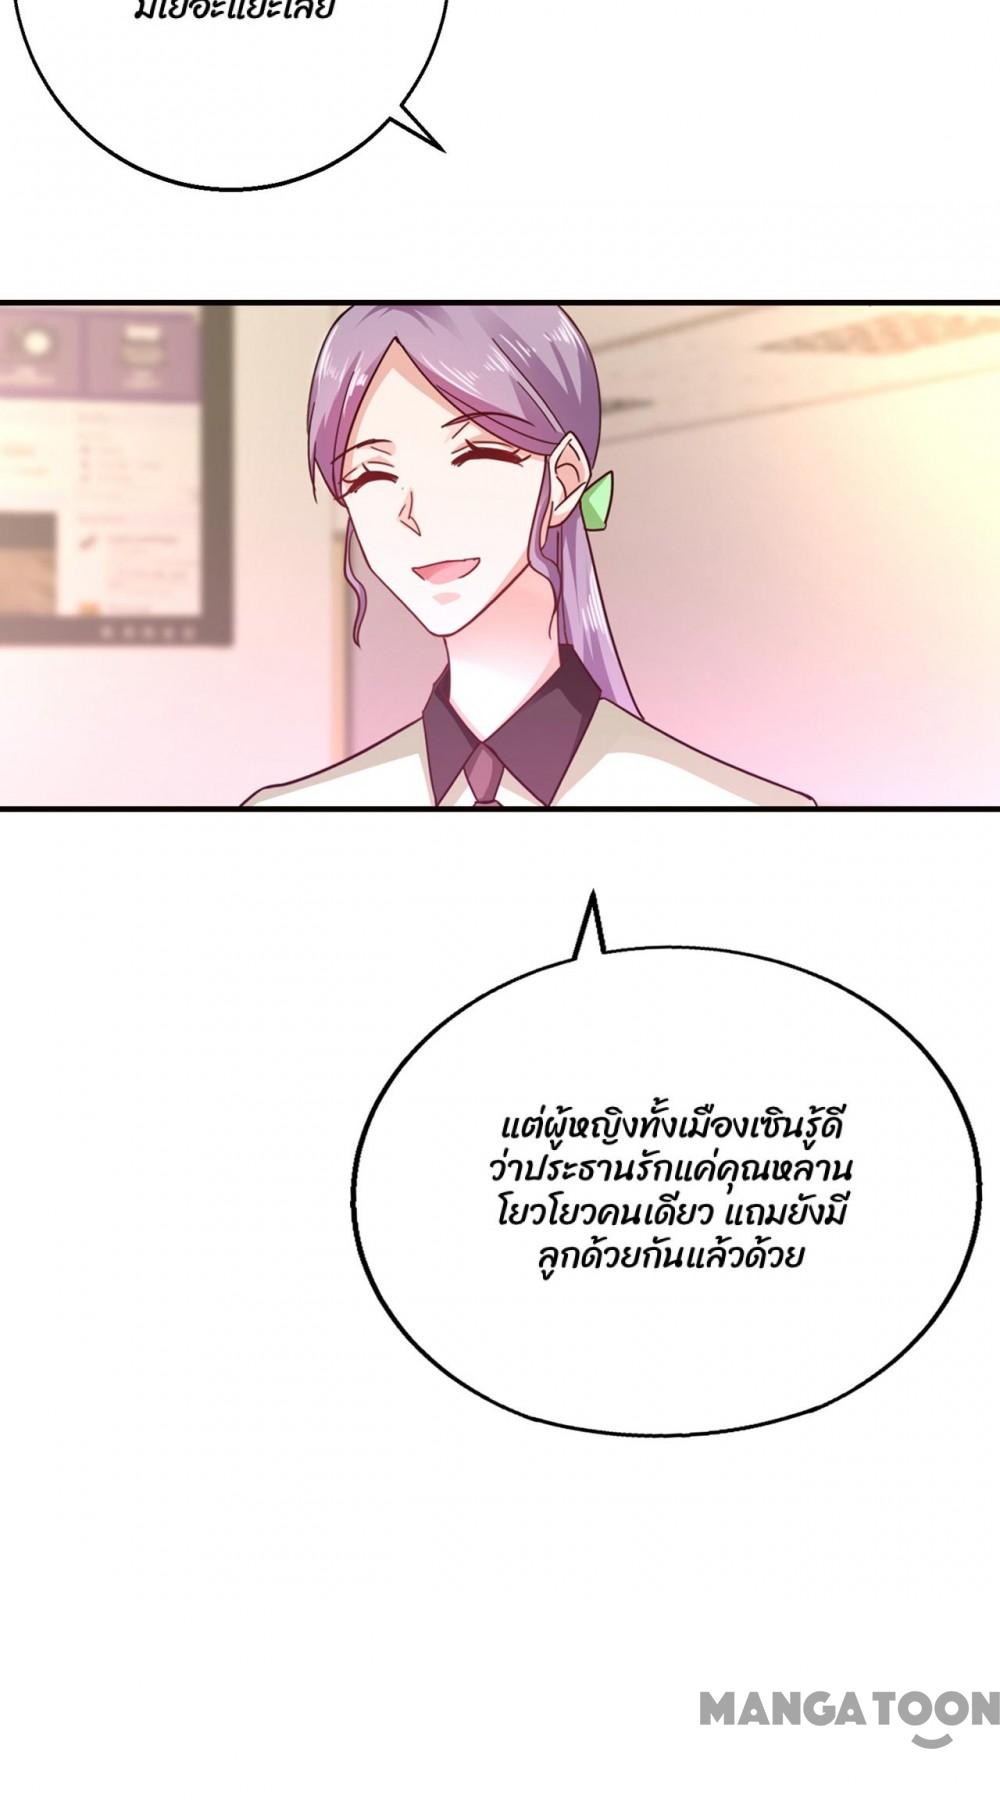 มีเยอะแยะเลย
แต่ผู้หญิงทั้งเมืองเซินรู้ดี
ว่าประธานรักแค่คุณหลาน
โยวโยวคนเดียว แถมยังมี
ลูกด้วยกันแล้วด้วย
MANGATOON